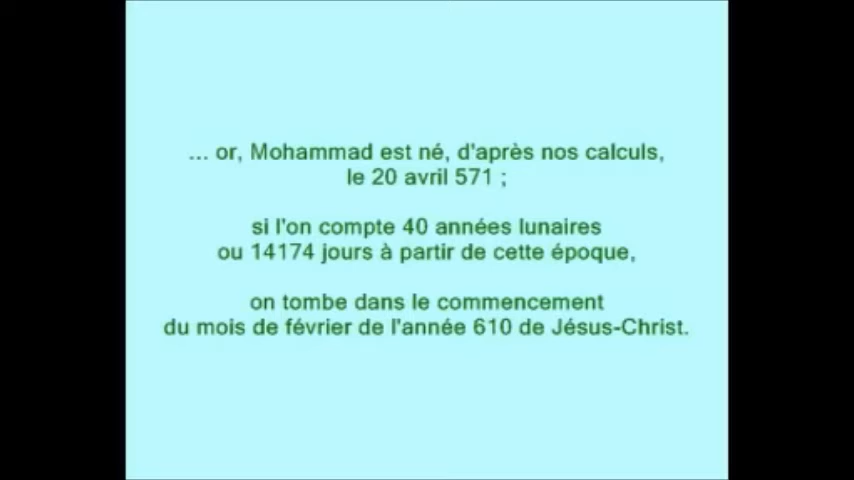 ... or, Mohammad est né, d'après nos calculs,
le 20 avril 571 ;
si l'on compte 40 années lunaires
ou 14174 jours à partir de cette époque,
on tombe dans le commencement
du mois de février de l'année 610 de Jésus-Christ.